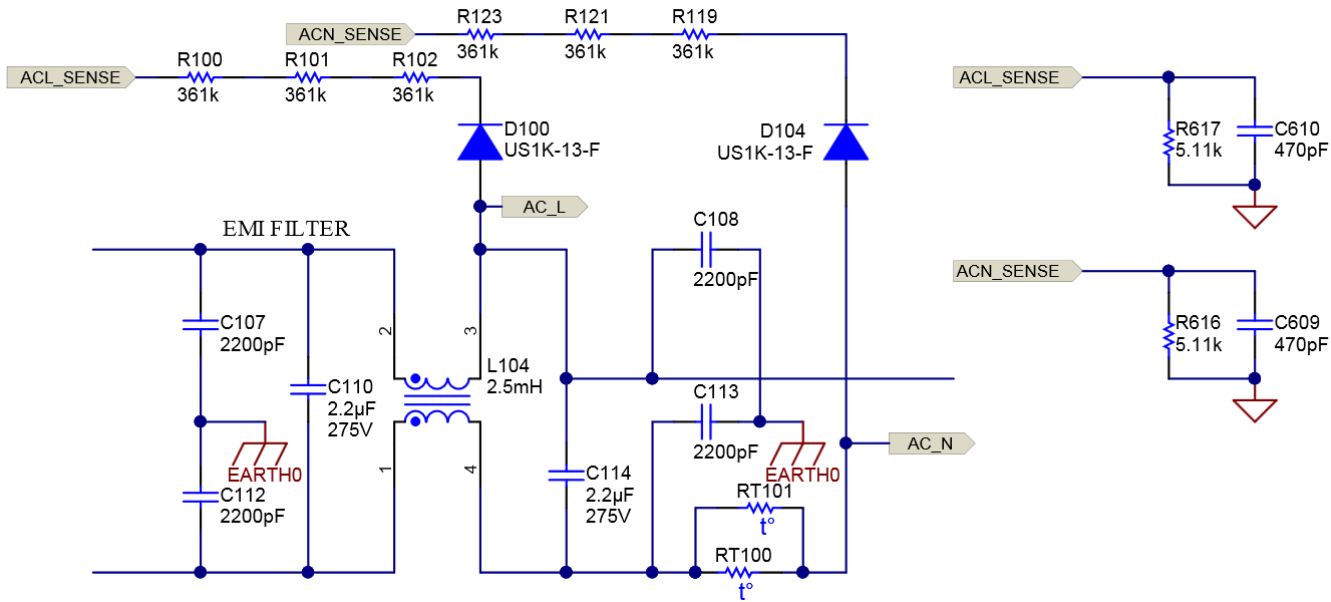 R123
R121
R119
ACN_SENSE
361k
361k
361k
R100
R101
R102
ACL_SENSE
361k
361k
361k
D100
US1K-13-F
D104
US1K-13-F
AC_L
EMI FILTER
C108
2200pF
C107
2200pF
2
3
L104
2.5mH
C110
2.2µF
275V
C113
2200pF
EARTH0
EARTH0
AC_N
1
4
C112
2200pF
C114
2.2µF
275V
RT101
t°
RT100
t°
ACL_SENSE
R617
5.11k
C610
470pF
ACN_SENSE
R616
5.11k
C609
470pF